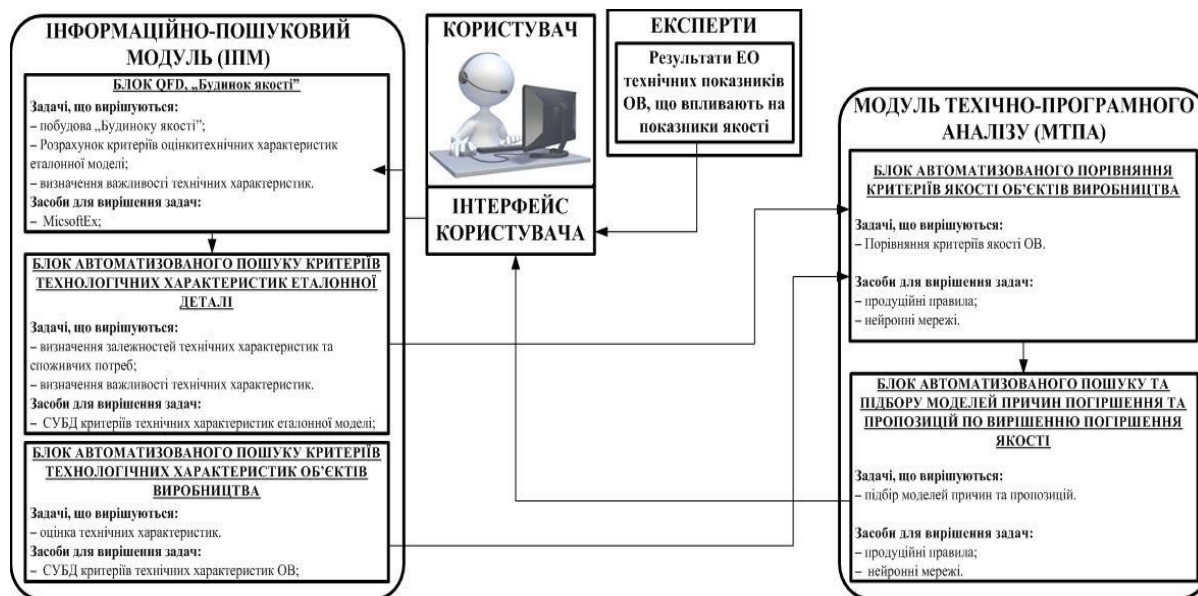 ІНФОРМАЦІЙНО-ПОШУКОВИЙ
МОДУЛЬ (ІПМ)
БЛОК QFD, „Будинок якості”
Задачі, що вирішуються:
– побудова „Будиноку якості”;
– Розрахунок критеріїв оцінкитехнічних характеристик
еталонної моделі;
– визначення важливості технічних характеристик.
Засоби для вирішення задач:
– MicsoftEx;
БЛОК АВТОМАТИЗОВАНОГО ПОШУКУ КРИТЕРІЇВ
ТЕХНОЛОГІЧНИХ ХАРАКТЕРИСТИК ЕТАЛОННОЇ
ДЕТАЛІ
Задачі, що вирішуються:
– визначення залежностей технічних характеристик та
споживчих потреб;
– визначення важливості технічних характеристик.
Засоби для вирішення задач:
– СУБД критеріїв технічних характеристик еталонної моделі;
БЛОК АВТОМАТИЗОВАНОГО ПОШУКУ КРИТЕРІЇВ
ТЕХНОЛОГІЧНИХ ХАРАКТЕРИСТИК ОБ’ЄКТІВ
ВИРОБНИЦТВА
Задачі, що вирішуються:
– оцінка технічних характеристик.
Засоби для вирішення задач:
– СУБД критеріїв технічних характеристик ОВ;
КОРИСТУВАЧ
ІНТЕРФЕЙС
КОРИСТУВАЧА
ЕКСПЕРТИ
Результати ЕО
технічних показників
ОВ, що впливають на
показники якості
МОДУЛЬ ТЕХІЧНО-ПРОГРАМНОГО
АНАЛІЗУ (МТПА)
БЛОК АВТОМАТИЗОВАНОГО ПОРІВНЯННЯ
КРИТЕРІЇВ ЯКОСТІ ОБ’ЄКТІВ ВИРОБНИЦТВА
Задачі, що вирішуються:
– Порівняння критеріїв якості ОВ.
Засоби для вирішення задач:
– продуційні правила;
– нейронні мережі.
БЛОК АВТОМАТИЗОВАНОГО ПОШУКУ ТА
ПІДБОРУ МОДЕЛЕЙ ПРИЧИН ПОГІРШЕННЯ ТА
ПРОПОЗИЦІЙ ПО ВИРІШЕННЮ ПОГІРШЕННЯ
ЯКОСТІ
Задачі, що вирішуються:
– підбір моделей причин та пропозицій.
Засоби для вирішення задач:
– продуційні правила;
– нейронні мережі.